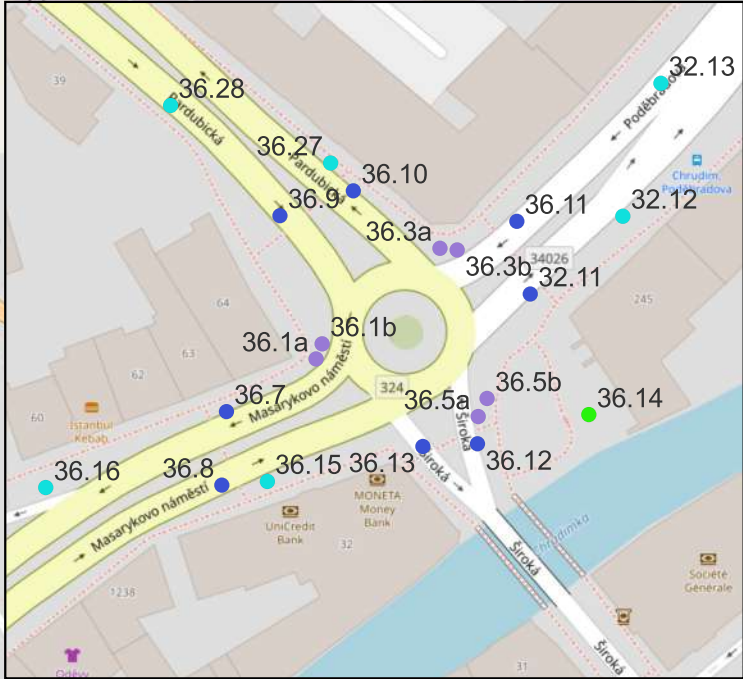 39
36.28
Pardubická
32.13
Poděbradova
36.27
36.10
Pardubická
Chrudim,
Poděbradova
36.9
36.11
32.12
36.3a
36.3b
34026
32.11
245
64
36.1b
36.1a
63
62
Masarykovo náměstí
324
36.5b
36.5a
Široká
36.14
36.7
60
İstanbul
Kebab
36.16
36.8
36.15
36.13
Široká
36.12
MONETA
Money
Bank
UniCredit
Bank
32
Masarykovo náměstí
Chrudimka
Široká
Société
Générale
1238
Oděvy
31
Široká